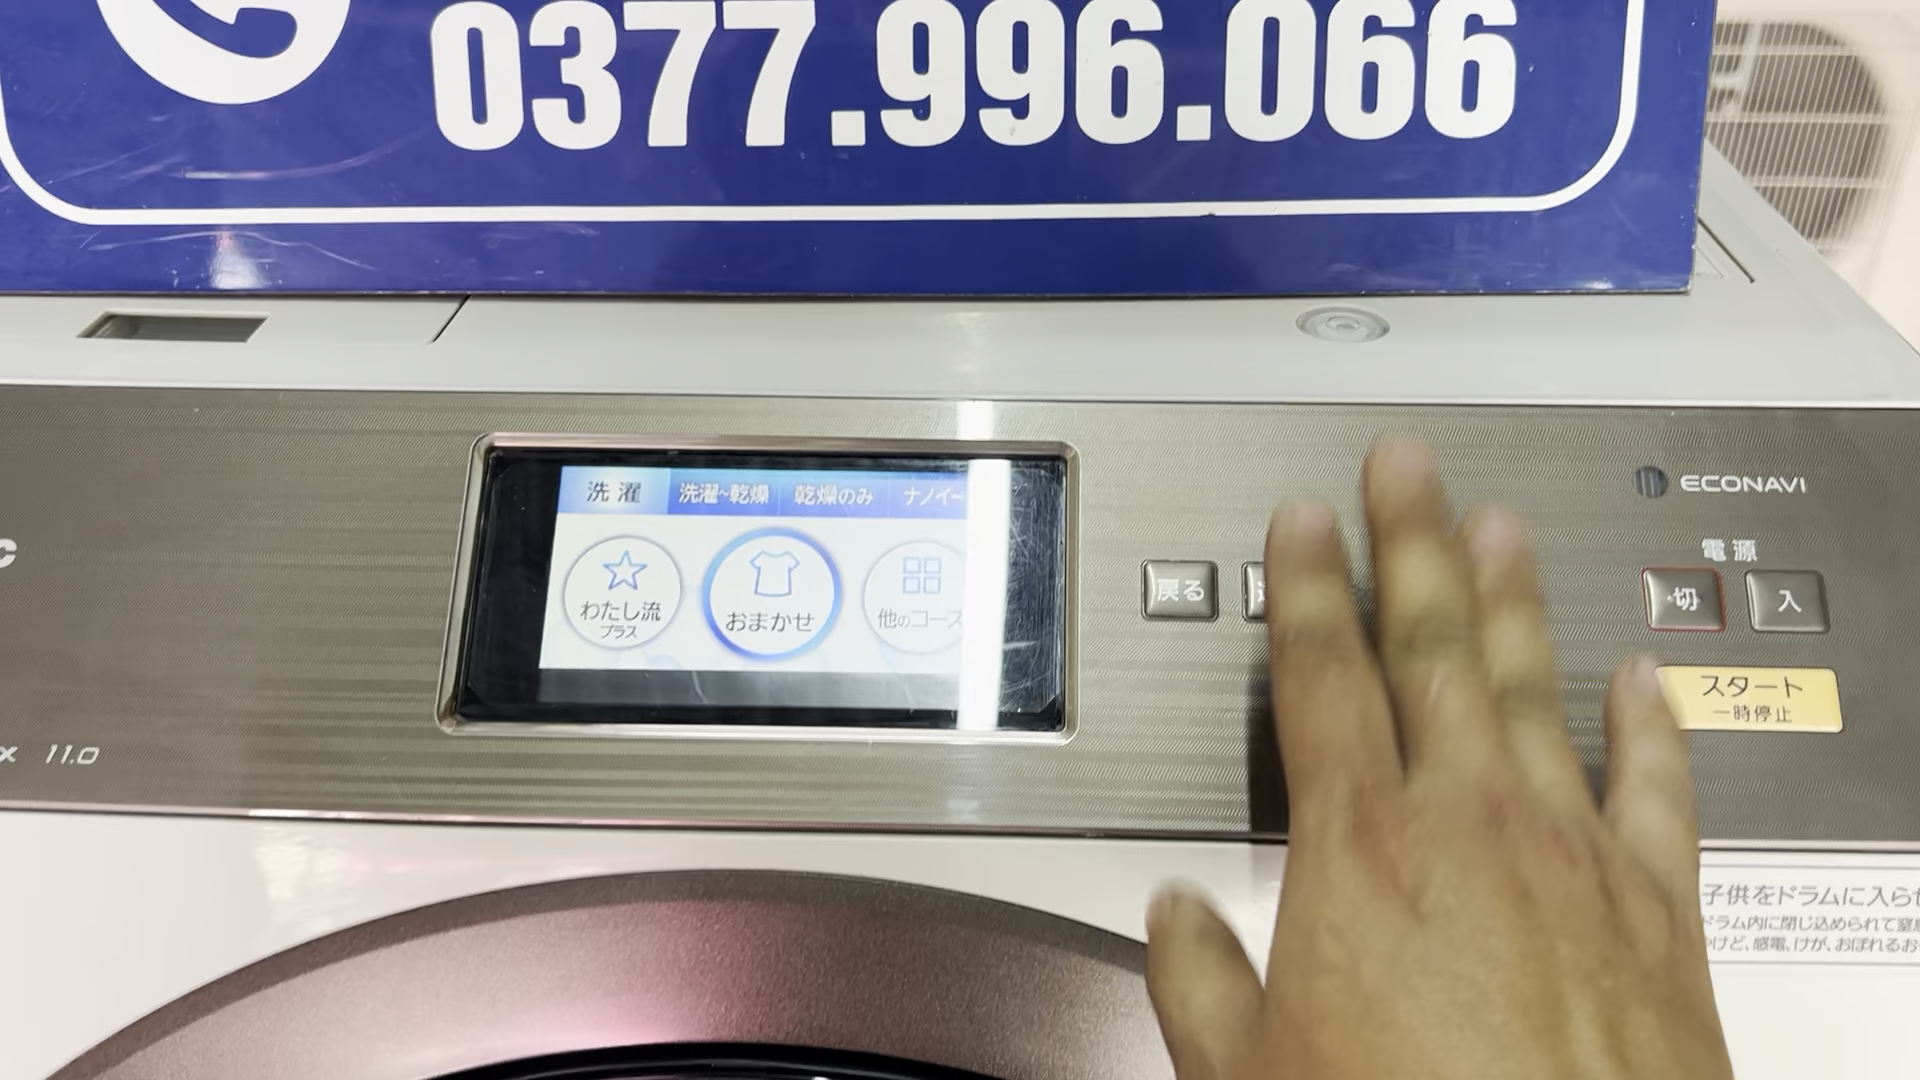 0377.996.066
ECONAVI
電源
洗濯 洗濯~乾燥 乾燥のみ ナノイー
わたし流
プラス
おまかせ
他のコース
戻る
切 入
スタート
一時停止
11.0
子供をドラムに入らせ
ドラム内に閉じ込められて窒息
やけど、感電、けが、おぼれるお